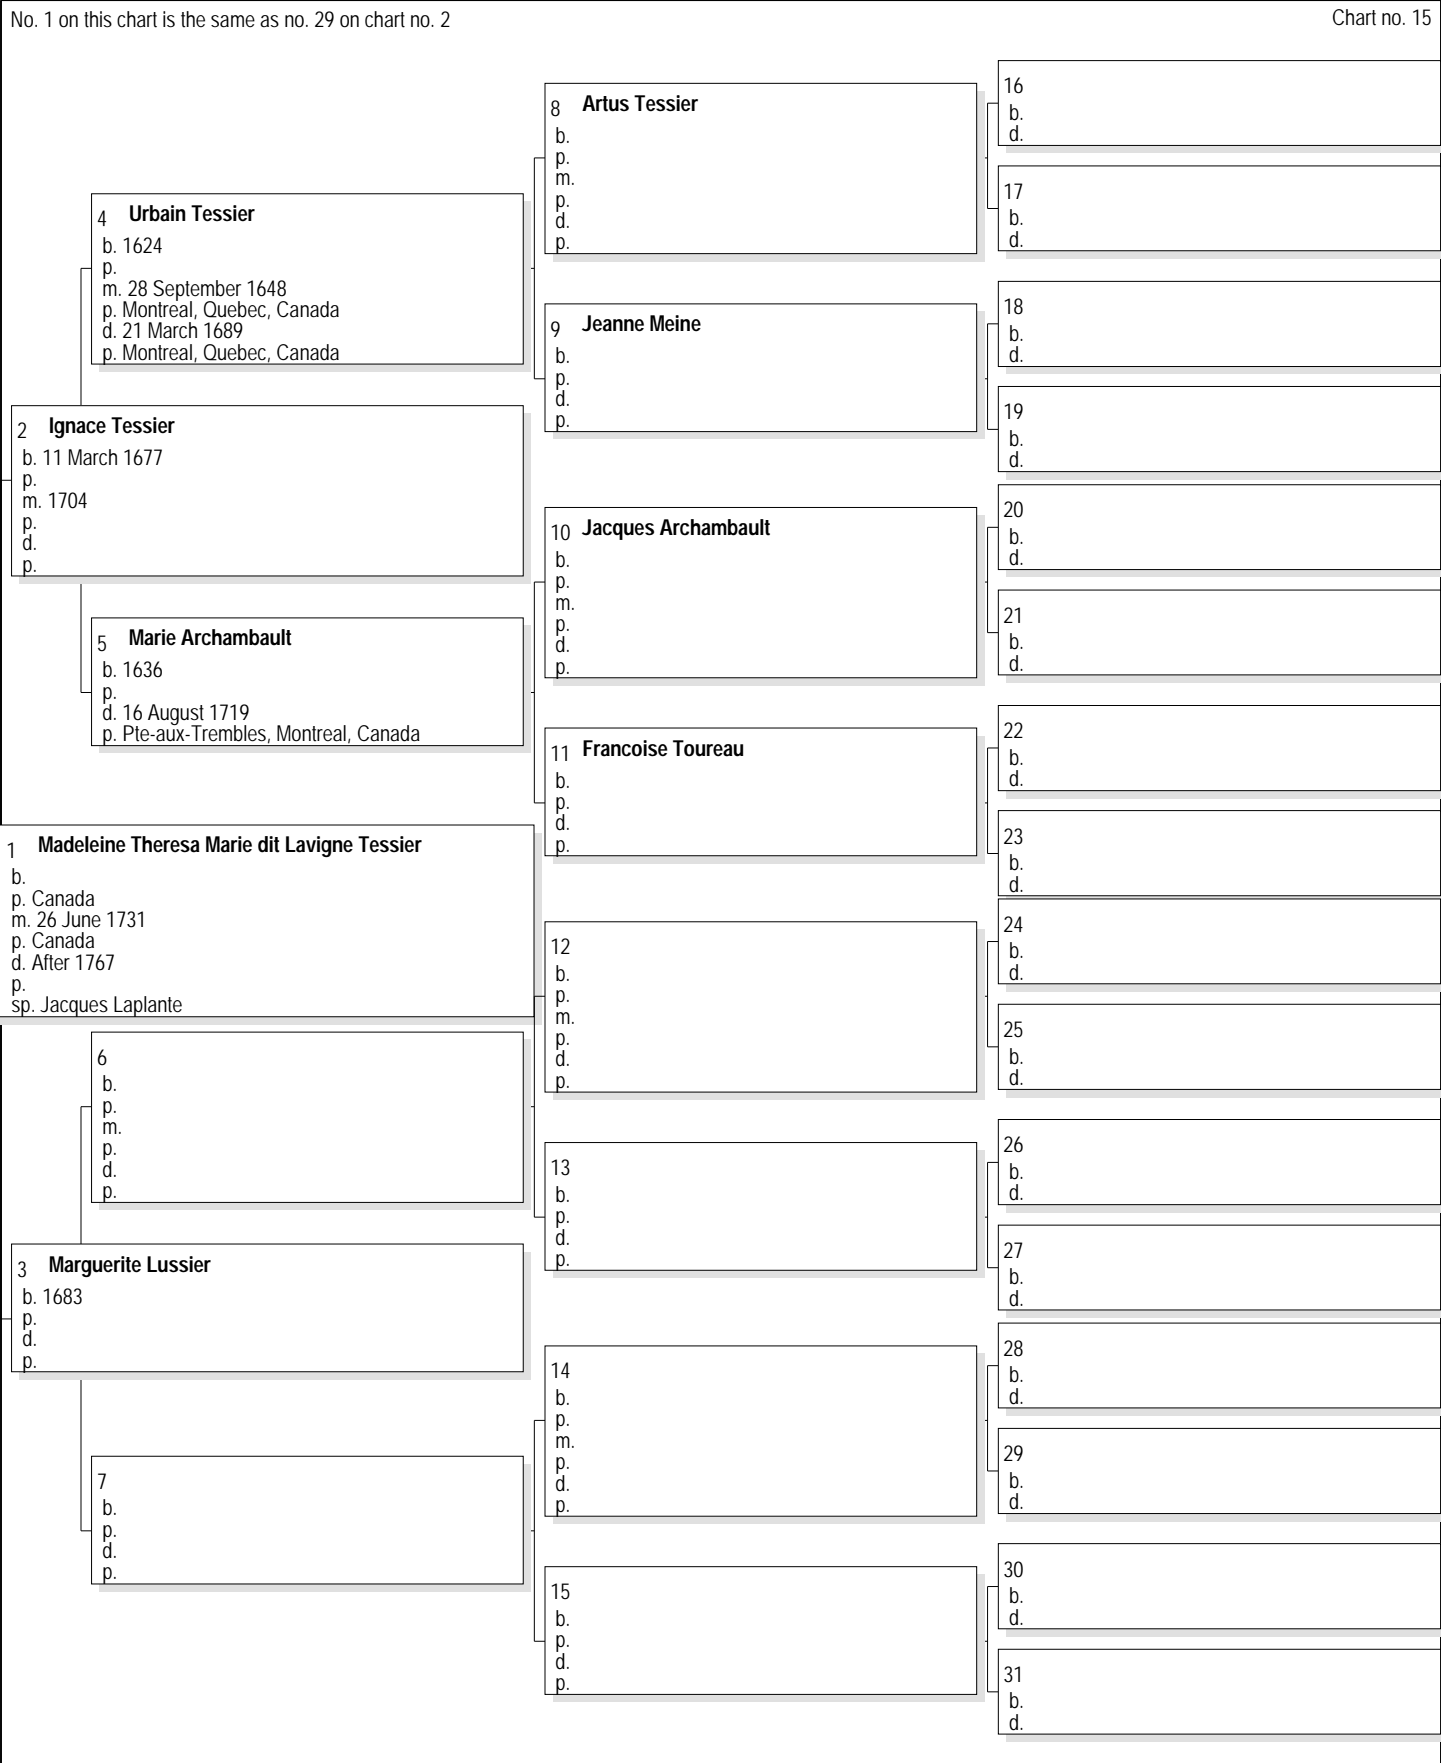 No. 1 on this chart is the same as no. 29 on chart no. 2
Chart no. 15
1 Madeleine Theresa Marie dit Lavigne Tessier
b.
p. Canada
m. 26 June 1731
p. Canada
d. After 1767
p.
sp. Jacques Laplante
2 Ignace Tessier
b. 11 March 1677
p.
m. 1704
p.
d.
p.
3 Marguerite Lussier
b. 1683
p.
d.
p.
4 Urbain Tessier
b. 1624
p.
m. 28 September 1648
p. Montreal, Quebec, Canada
d. 21 March 1689
p. Montreal, Quebec, Canada
5 Marie Archambault
b. 1636
p.
d. 16 August 1719
p. Pte-aux-Trembles, Montreal, Canada
6
b.
p.
m.
p.
d.
p.
7
b.
p.
d.
p.
8 Artus Tessier
b.
p.
m.
p.
d.
p.
9 Jeanne Meine
b.
p.
d.
p.
10 Jacques Archambault
b.
p.
m.
p.
d.
p.
11 Francoise Toureau
b.
p.
d.
p.
12
b.
p.
m.
p.
d.
p.
13
b.
p.
d.
p.
14
b.
p.
m.
p.
d.
p.
15
b.
p.
d.
p.
16
b.
d.
17
b.
d.
18
b.
d.
19
b.
d.
20
b.
d.
21
b.
d.
22
b.
d.
23
b.
d.
24
b.
d.
25
b.
d.
26
b.
d.
27
b.
d.
28
b.
d.
29
b.
d.
30
b.
d.
31
b.
d.